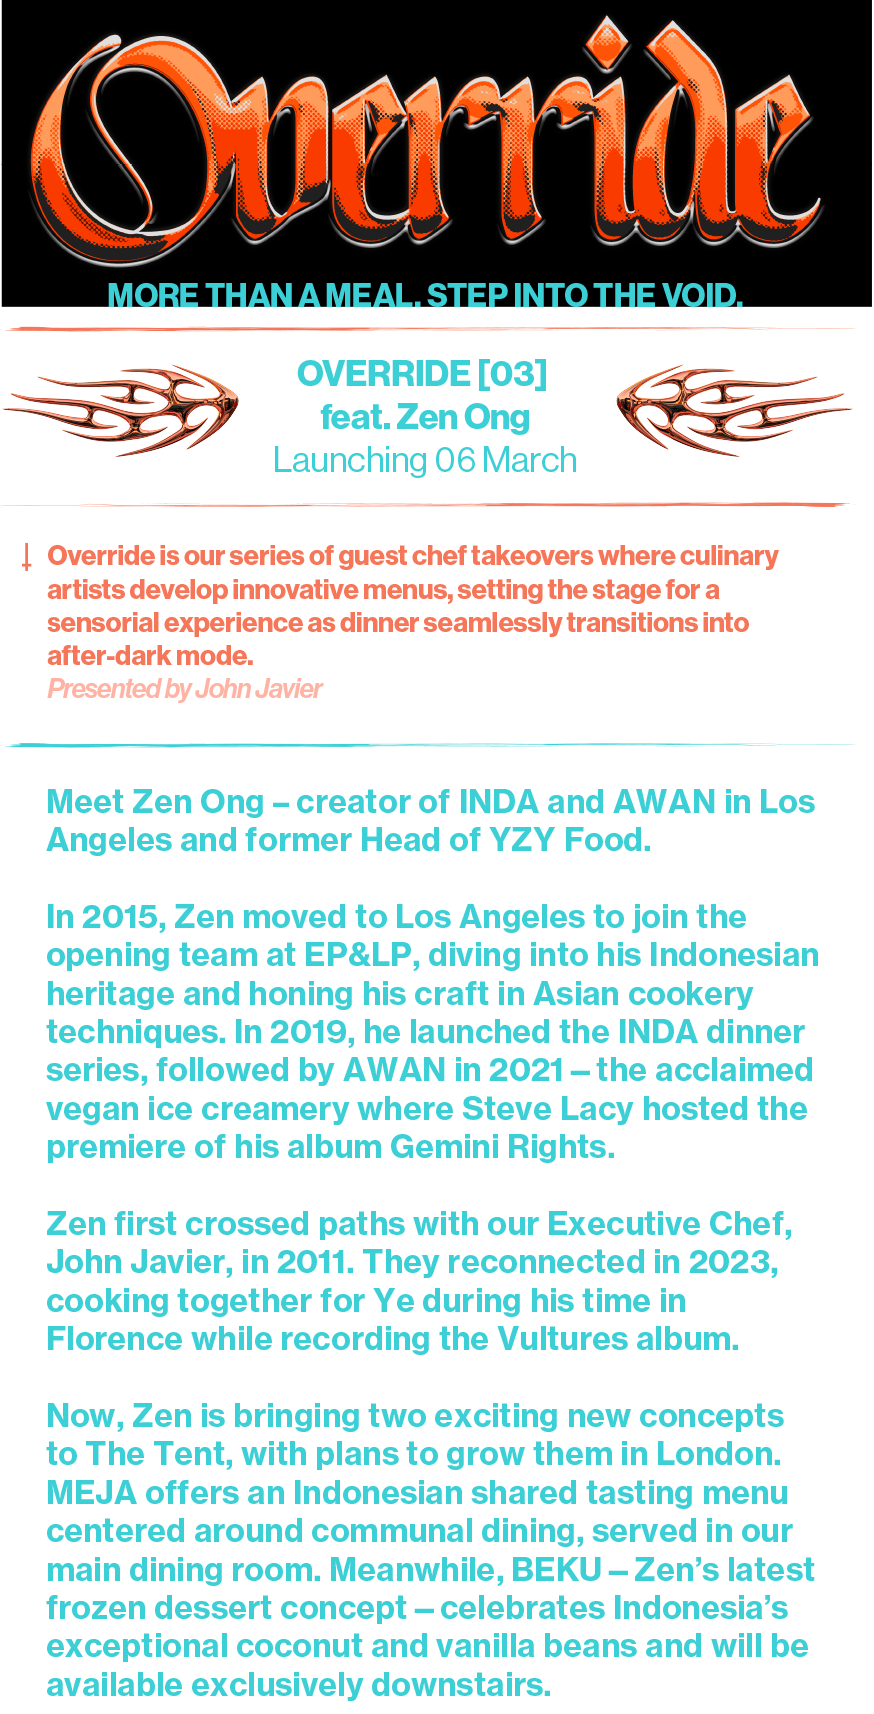 Override
MORE THAN A MEAL. STEP INTO THE VOID.
OVERRIDE [03]
feat. Zen Ong
Launching 06 March
Override is our series of guest chef takeovers where culinary
artists develop innovative menus, setting the stage for a
sensorial experience as dinner seamlessly transitions into
after-dark mode.
Presented by John Javier
Meet Zen Ong – creator of INDA and AWAN in Los
Angeles and former Head of YZY Food.
In 2015, Zen moved to Los Angeles to join the
opening team at EP&LP, diving into his Indonesian
heritage and honing his craft in Asian cookery
techniques. In 2019, he launched the INDA dinner
series, followed by AWAN in 2021 – the acclaimed
vegan ice creamery where Steve Lacy hosted the
premiere of his album Gemini Rights.
Zen first crossed paths with our Executive Chef,
John Javier, in 2011. They reconnected in 2023,
cooking together for Ye during his time in
Florence while recording the Vultures album.
Now, Zen is bringing two exciting new concepts
to The Tent, with plans to grow them in London.
MEJA offers an Indonesian shared tasting menu
centered around communal dining, served in our
main dining room. Meanwhile, BEKU – Zen’s latest
frozen dessert concept – celebrates Indonesia’s
exceptional coconut and vanilla beans and will be
available exclusively downstairs.